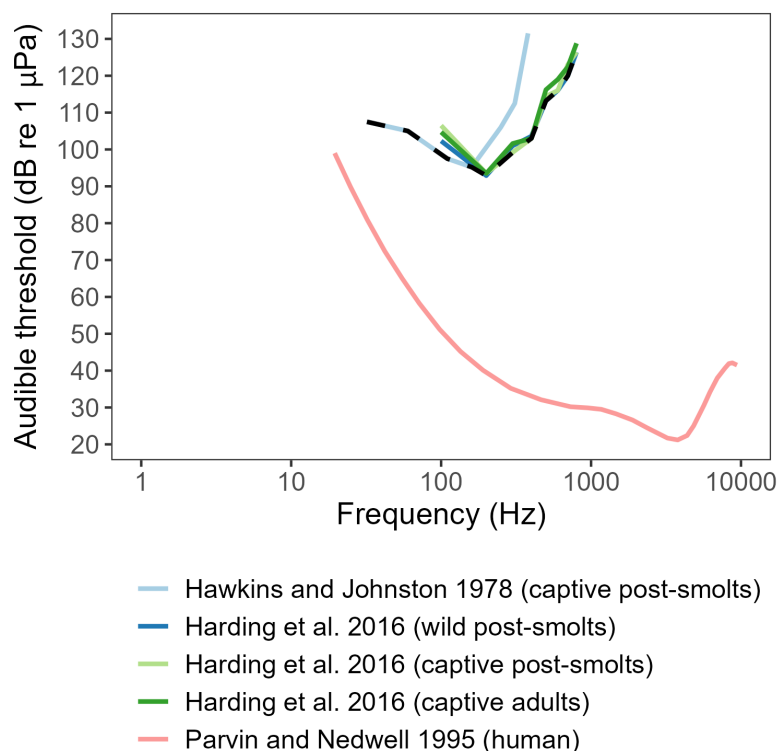 Audible threshold (dB re 1 µPa)
130
120
110
100
90
80
70
60
50
40
30
20
1 10 100 1000 10000
Frequency (Hz)
Hawkins and Johnston 1978 (captive post-smolts)
Harding et al. 2016 (wild post-smolts)
Harding et al. 2016 (captive post-smolts)
Harding et al. 2016 (captive adults)
Parvin and Nedwell 1995 (human)